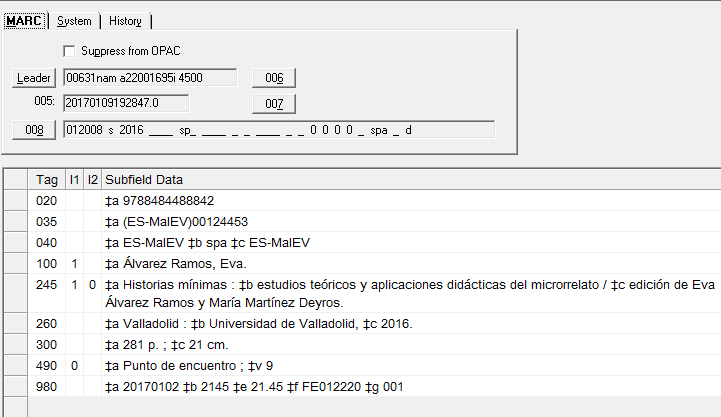 MARC System History
Suppress from OPAC
Leader 00631nam a22001695i 4500 006
005: 20170109192847.0 007
008 012008 s 2016 ____ sp_ ____ _ _ ____ _ _ 0 0 0 0 _ spa _ d
Tag I1 I2 Subfield Data
020 ‡a 9788484488842
035 ‡a (ES-MalEV)00124453
040 ‡a ES-MalEV ‡b spa ‡c ES-MalEV
100 1 ‡a Álvarez Ramos, Eva.
245 1 0 ‡a Historias mínimas : ‡b estudios teóricos y aplicaciones didácticas del microrrelato / ‡c edición de Eva
Álvarez Ramos y María Martínez Deyros.
260 ‡a Valladolid : ‡b Universidad de Valladolid, ‡c 2016.
300 ‡a 281 p. ; ‡c 21 cm.
490 0 ‡a Punto de encuentro ; ‡v 9
980 ‡a 20170102 ‡b 2145 ‡e 21.45 ‡f FE012220 ‡g 001